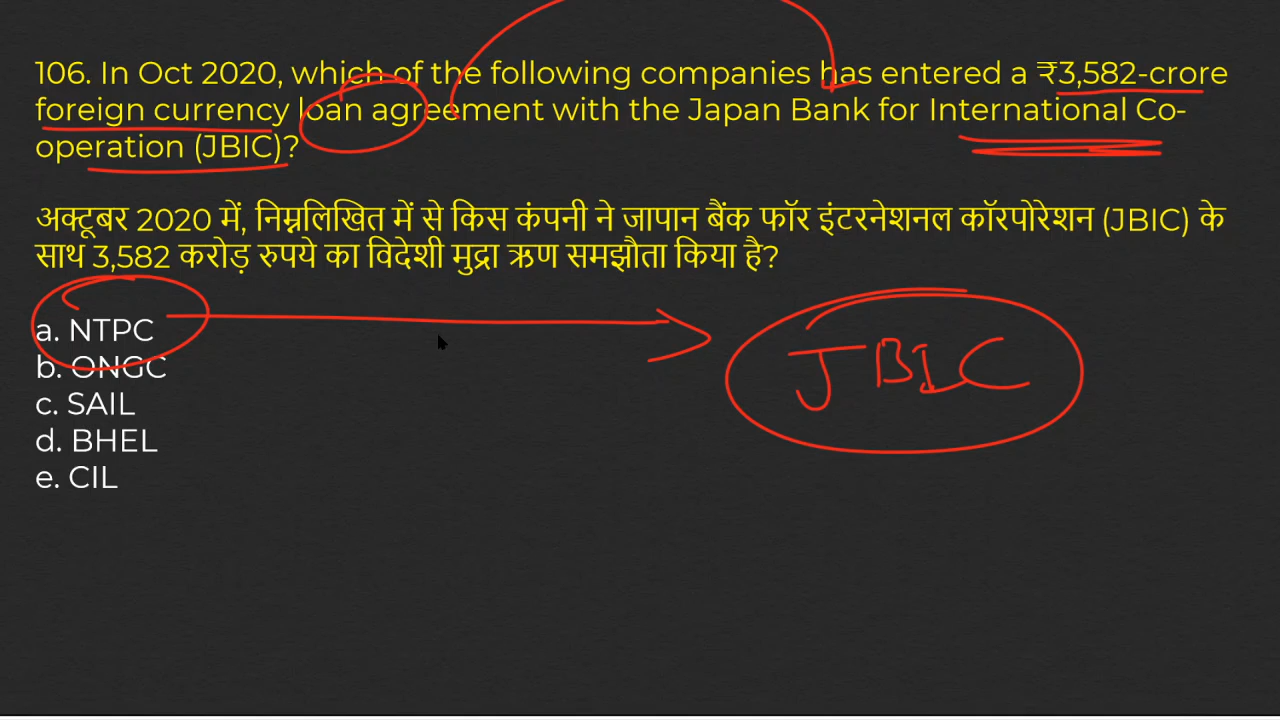 106. In Oct 2020, which of the following companies has entered a ₹3,582-crore
foreign currency loan agreement with the Japan Bank for International Co-
operation (JBIC)?
अक्टूबर 2020 में, निम्नलिखित में से किस कंपनी ने जापान बैंक फॉर इंटरनेशनल कॉरपोरेशन (JBIC) के
साथ 3,582 करोड़ रुपये का विदेशी मुद्रा ऋण समझौता किया है?
a. NTPC
b. ONGC
JBIC
c. SAIL
d. BHEL
e. CIL